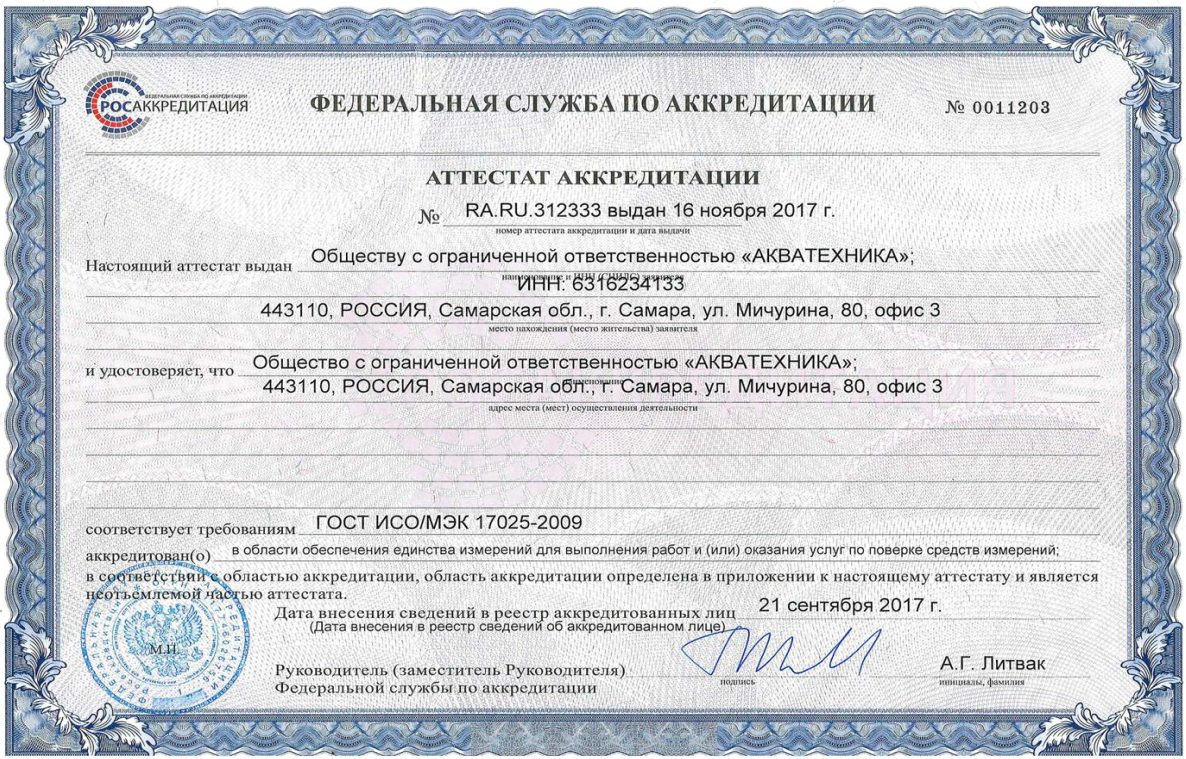 ФЕДЕРАЛЬНАЯ СЛУЖБА ПО АККРЕДИТАЦИИ
РОСАККРЕДИТАЦИЯ
ФЕДЕРАЛЬНАЯ СЛУЖБА ПО АККРЕДИТАЦИИ
№ 0011203
АТТЕСТАТ АККРЕДИТАЦИИ
№ RA.RU.312333 выдан 16 ноября 2017 г.
номер аттестата аккредитации и дата выдачи
Настоящий аттестат выдан Обществу с ограниченной ответственностью «АКВАТЕХНИКА»;
наименование и ИНН (СНИЛС) заявителя
ИНН: 6316234133
443110, РОССИЯ, Самарская обл., г. Самара, ул. Мичурина, 80, офис 3
место нахождения (место жительства) заявителя
и удостоверяет, что Общество с ограниченной ответственностью «АКВАТЕХНИКА»;
наименование
443110, РОССИЯ, Самарская обл., г. Самара, ул. Мичурина, 80, офис 3
адрес места (мест) осуществления деятельности
соответствует требованиям ГОСТ ИСО/МЭК 17025-2009
аккредитован(о) в области обеспечения единства измерений для выполнения работ и (или) оказания услуг по поверке средств измерений;
в соответствии с областью аккредитации, область аккредитации определена в приложении к настоящему аттестату и является
неотъемлемой частью аттестата.
Дата внесения сведений в реестр аккредитованных лиц 21 сентября 2017 г.
(Дата внесения в реестр сведений об аккредитованном лице)
М.П.
Руководитель (заместитель Руководителя)
Федеральной службы по аккредитации
подпись
А.Г. Литвак
инициалы, фамилия